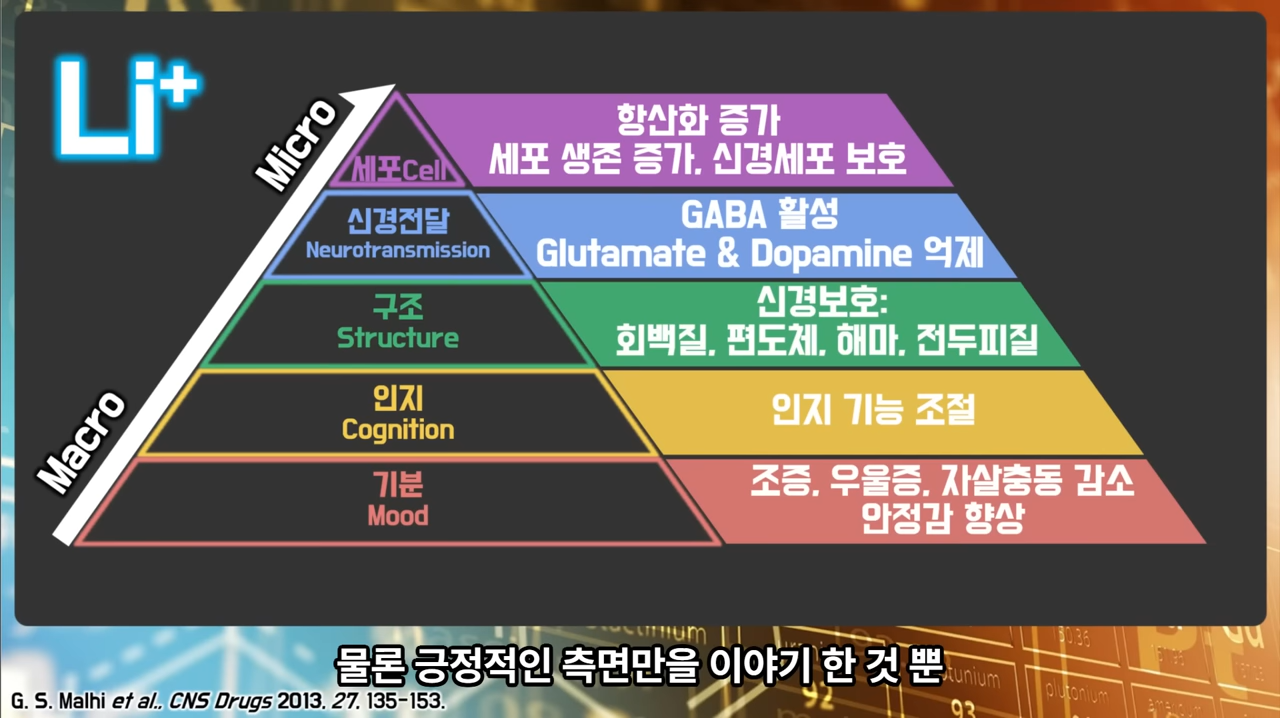 Li+
Micro
Macro
세포Cell
항산화 증가
세포 생존 증가, 신경세포 보호
신경전달
Neurotransmission
GABA 활성
Glutamate & Dopamine 억제
구조
Structure
신경보호:
회백질, 편도체, 해마, 전두피질
인지
Cognition
인지 기능 조절
기분
Mood
조증, 우울증, 자살충동 감소
안정감 향상
물론 긍정적인 측면만을 이야기 한 것 뿐
G. S. Malhi et al., CNS Drugs 2013, 27, 135-153.
plutonium
92
93